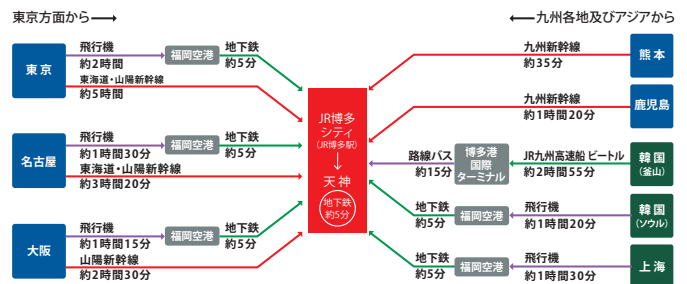 東京方面から
東京
飛行機
約2時間
福岡空港
地下鉄
約5分
東海道・山陽新幹線
約5時間
名古屋
飛行機
約1時間30分
福岡空港
地下鉄
約5分
東海道・山陽新幹線
約3時間20分
大阪
飛行機
約1時間15分
福岡空港
地下鉄
約5分
山陽新幹線
約2時間30分
JR博多
シティ
(JR博多駅)
天神
地下鉄
約5分
九州各地及びアジアから
九州新幹線
約35分
熊本
九州新幹線
約1時間20分
鹿児島
路線バス
約15分
博多港
国際
ターミナル
JR九州高速船 ビートル
約2時間55分
韓国
(釜山)
地下鉄
約5分
福岡空港
飛行機
約1時間20分
韓国
(ソウル)
地下鉄
約5分
福岡空港
飛行機
約1時間30分
上海